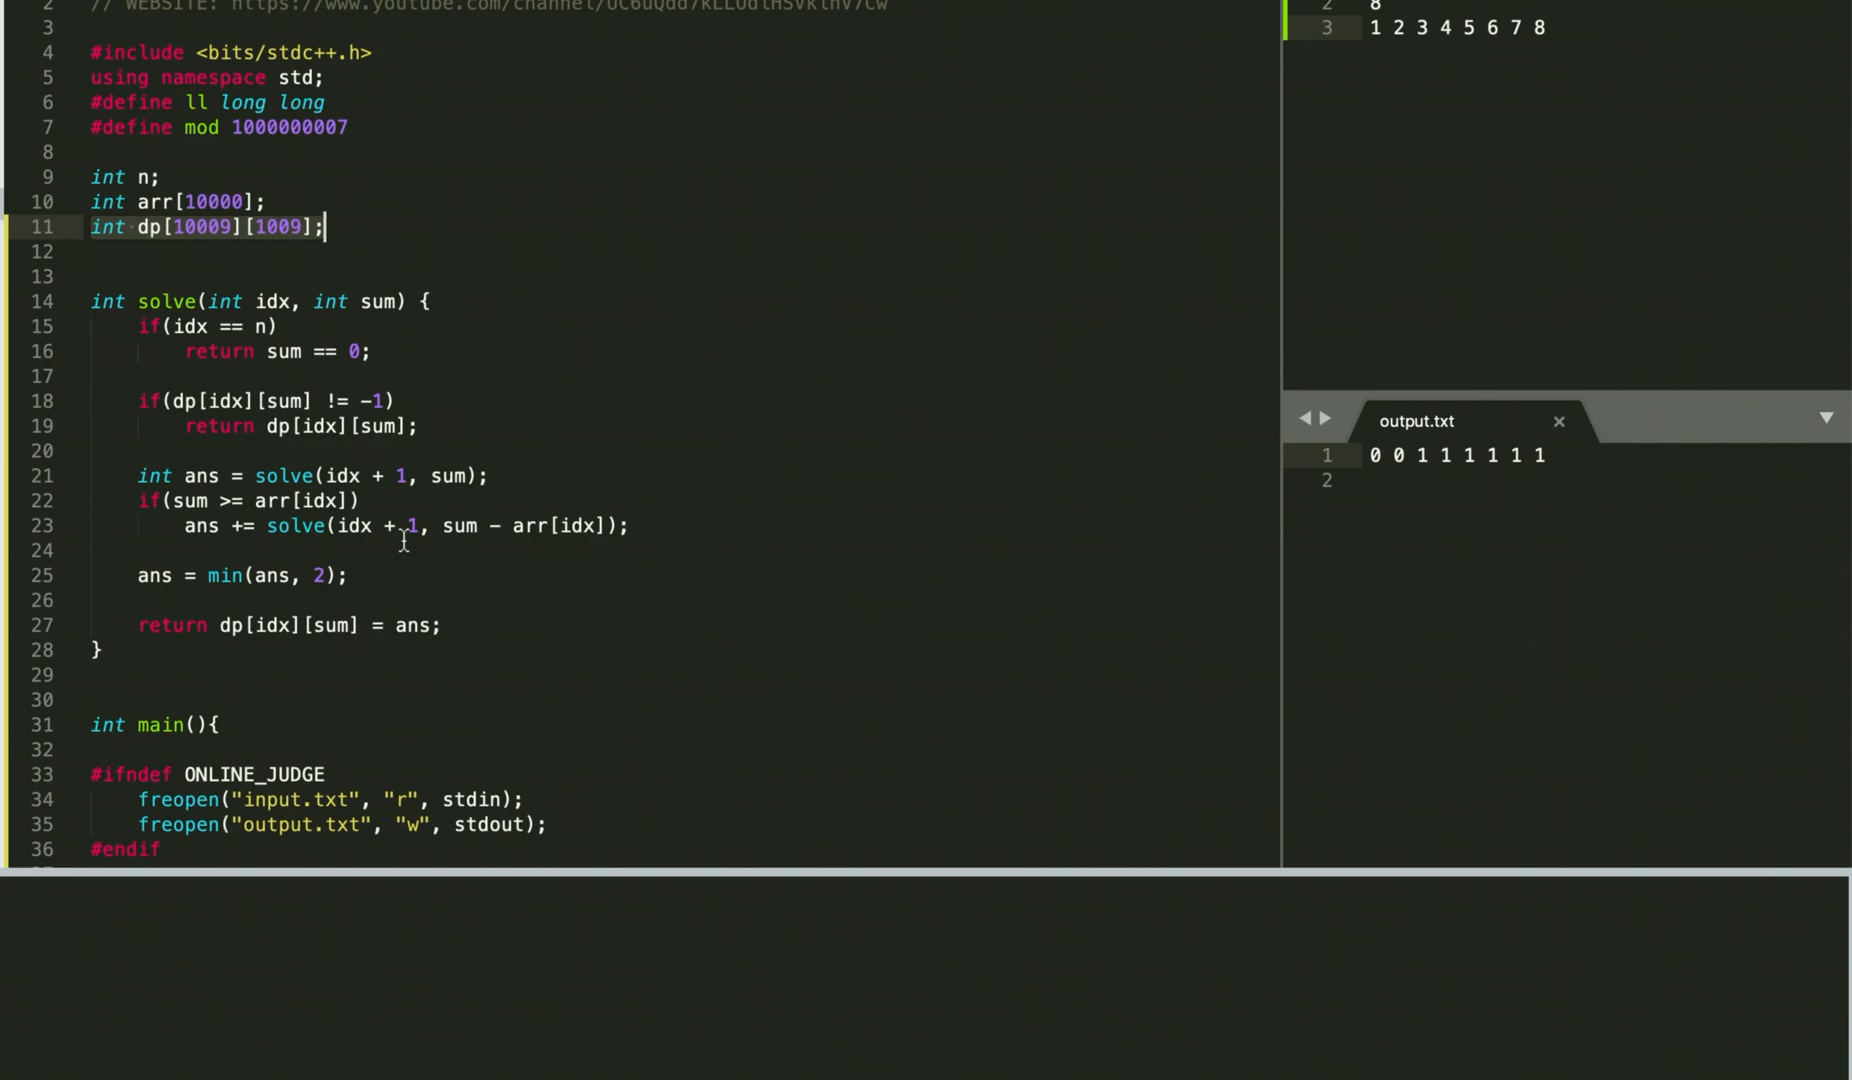 2 // WEBSITE: https://www.youtube.com/channel/
3
4 #include <bits/stdc++.h>
5 using namespace std;
6 #define ll long long
7 #define mod 1000000007
8
9 int n;
10 int arr[10000];
11 int dp[10009][1009];
12
13
14 int solve(int idx, int sum) {
15 if(idx == n)
16 return sum == 0;
17
18 if(dp[idx][sum] != -1)
19 return dp[idx][sum];
20
21 int ans = solve(idx + 1, sum);
22 if(sum >= arr[idx])
23 ans += solve(idx + 1, sum - arr[idx]);
24
25 ans = min(ans, 2);
26
27 return dp[idx][sum] = ans;
28 }
29
30
31 int main(){
32
33 #ifndef ONLINE_JUDGE
34 freopen("input.txt", "r", stdin);
35 freopen("output.txt", "w", stdout);
36 #endif
2 8
3 1 2 3 4 5 6 7 8
output.txt
1 0 0 1 1 1 1 1 1
2